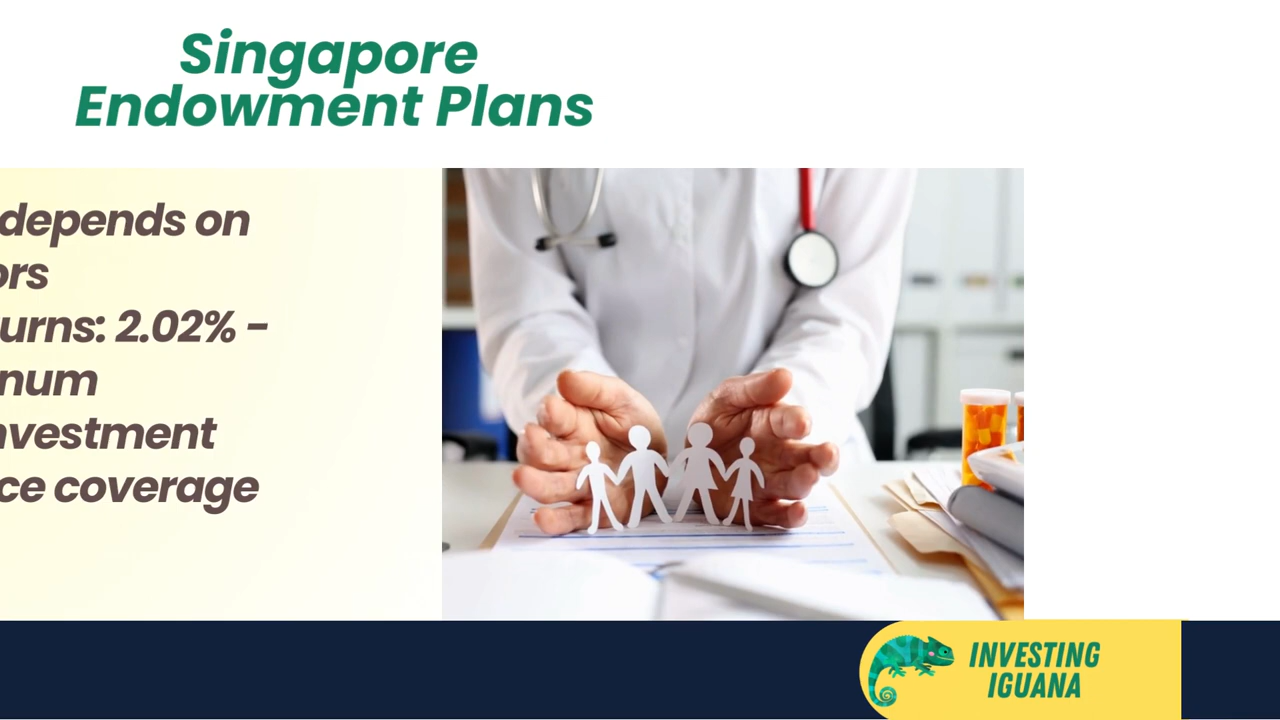 Singapore
Endowment Plans
depends on
ors
urns: 2.02% -
num
nvestment
ce coverage
INVESTING
IGUANA